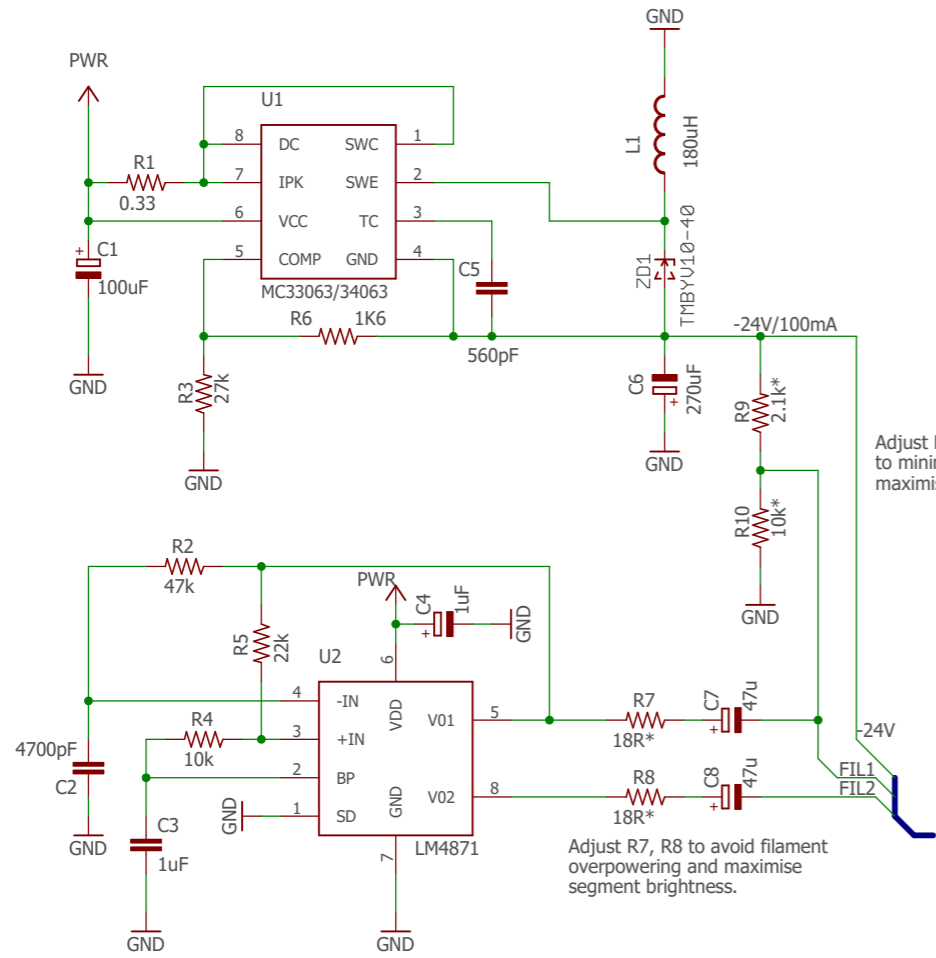 GND
PWR
U1
L1
180uH
8 DC SWC 1
R1
7 IPK SWE 2
0.33
6 VCC TC 3
5 COMP GND 4
+ C1
100uF
MC33063/34063
C5
560pF
ZD1
TMBYV10-40
R6 1K6
-24V/100mA
GND
R3
27k
GND
C6
270uF
+
GND
R9
2.1k*
Adjust
to mini
maximis
R10
10k*
GND
R2
47k
PWR
C4
1uF
+
GND
R5
22k
U2
6
4 -IN VDD V01 5
R4
10k
3 +IN
2 BP
GND V02 8
GND
1 SD
7
LM4871
4700pF
C2
GND
C3
1uF
GND
GND
R7
18R*
C7
47u
+
R8
18R*
C8
47u
+
-24V
FIL1
FIL2
Adjust R7, R8 to avoid filament
overpowering and maximise
segment brightness.